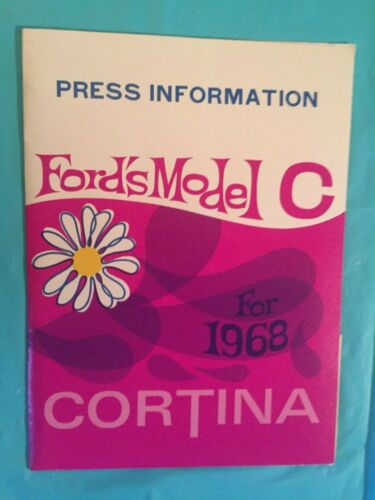 PRESS INFORMATION
Ford's Model C
For
1968
CORTINA